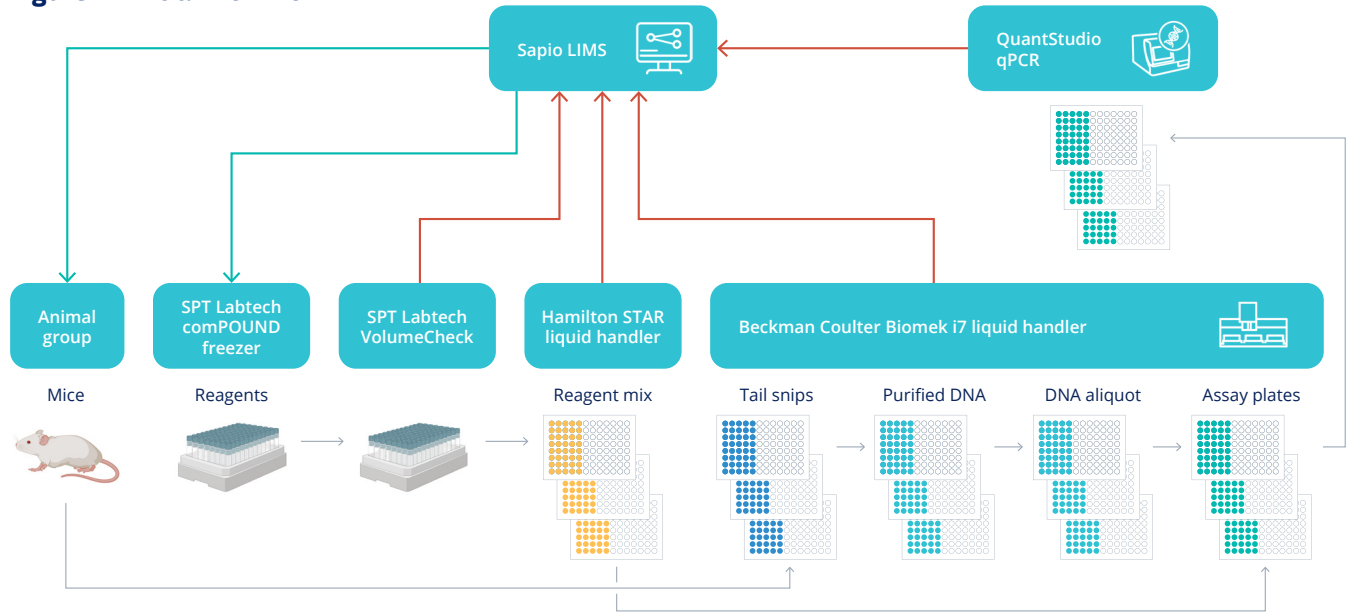 Sapio LIMS
QuantStudio
qPCR
Animal
group
SPT Labtech
comPOUND
freezer
SPT Labtech
VolumeCheck
Hamilton STAR
liquid handler
Beckman Coulter Biomek i7 liquid handler
Mice
Reagents
Reagent mix
Tail snips
Purified DNA
DNA aliquot
Assay plates